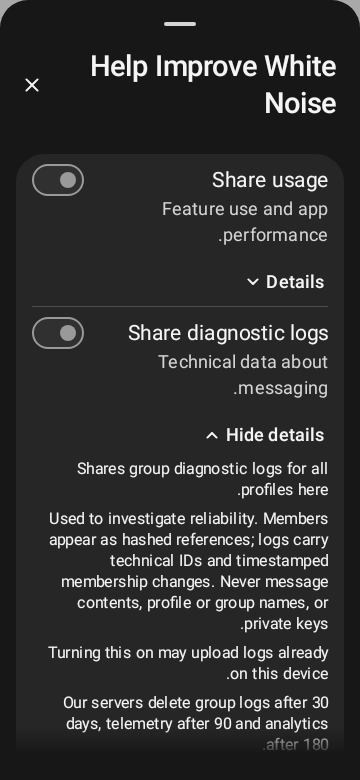 Help Improve White
Noise
Share usage
Feature use and app
.performance
Details
Share diagnostic logs
Technical data about
.messaging
Hide details
Shares group diagnostic logs for all
.profiles here
Used to investigate reliability. Members
appear as hashed references; logs carry
technical IDs and timestamped
membership changes. Never message
contents, profile or group names, or
.private keys
Turning this on may upload logs already
.on this device
Our servers delete group logs after 30
days, telemetry after 90 and analytics
.after 180